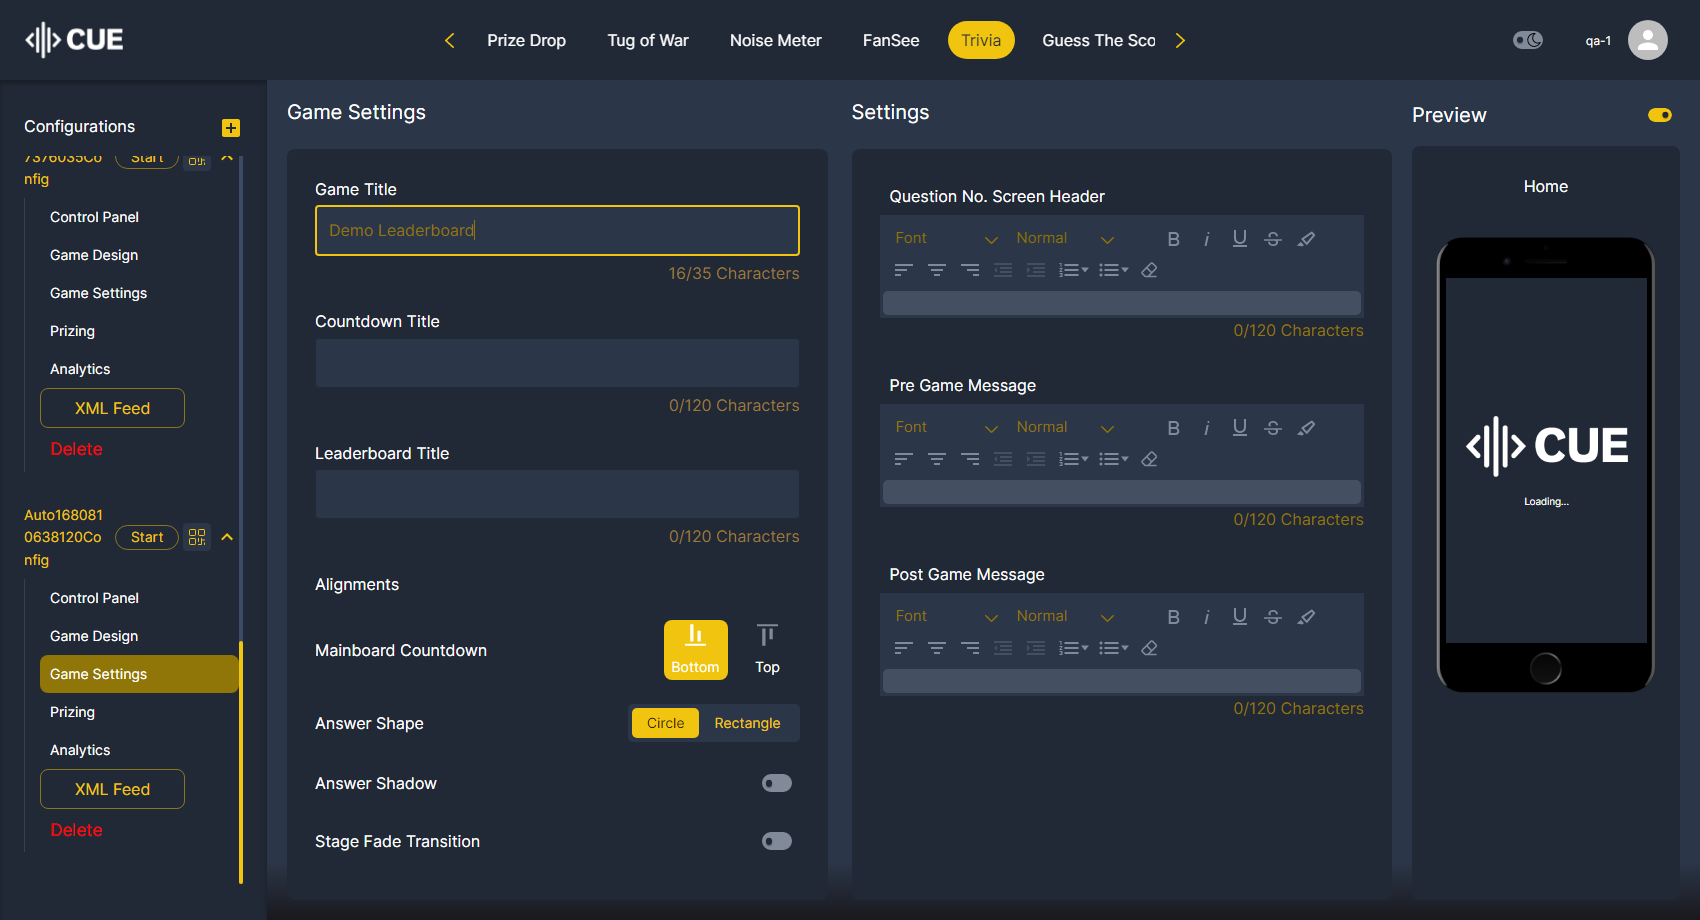 CUE
Prize Drop
Tug of War
Noise Meter
FanSee
Trivia
Guess The Sco
qa-1
Configurations
7376035Co
nfig
Start
Control Panel
Game Design
Game Settings
Prizing
Analytics
XML Feed
Delete
Auto168081
0638120Co
nfig
Start
Control Panel
Game Design
Game Settings
Prizing
Analytics
XML Feed
Delete
Game Settings
Game Title
Demo Leaderboard
16/35 Characters
Countdown Title
0/120 Characters
Leaderboard Title
0/120 Characters
Alignments
Mainboard Countdown
Bottom
Top
Answer Shape
Circle
Rectangle
Answer Shadow
Stage Fade Transition
Settings
Question No. Screen Header
Font
Normal
0/120 Characters
Pre Game Message
Font
Normal
0/120 Characters
Post Game Message
Font
Normal
0/120 Characters
Preview
Home
CUE
Loading...